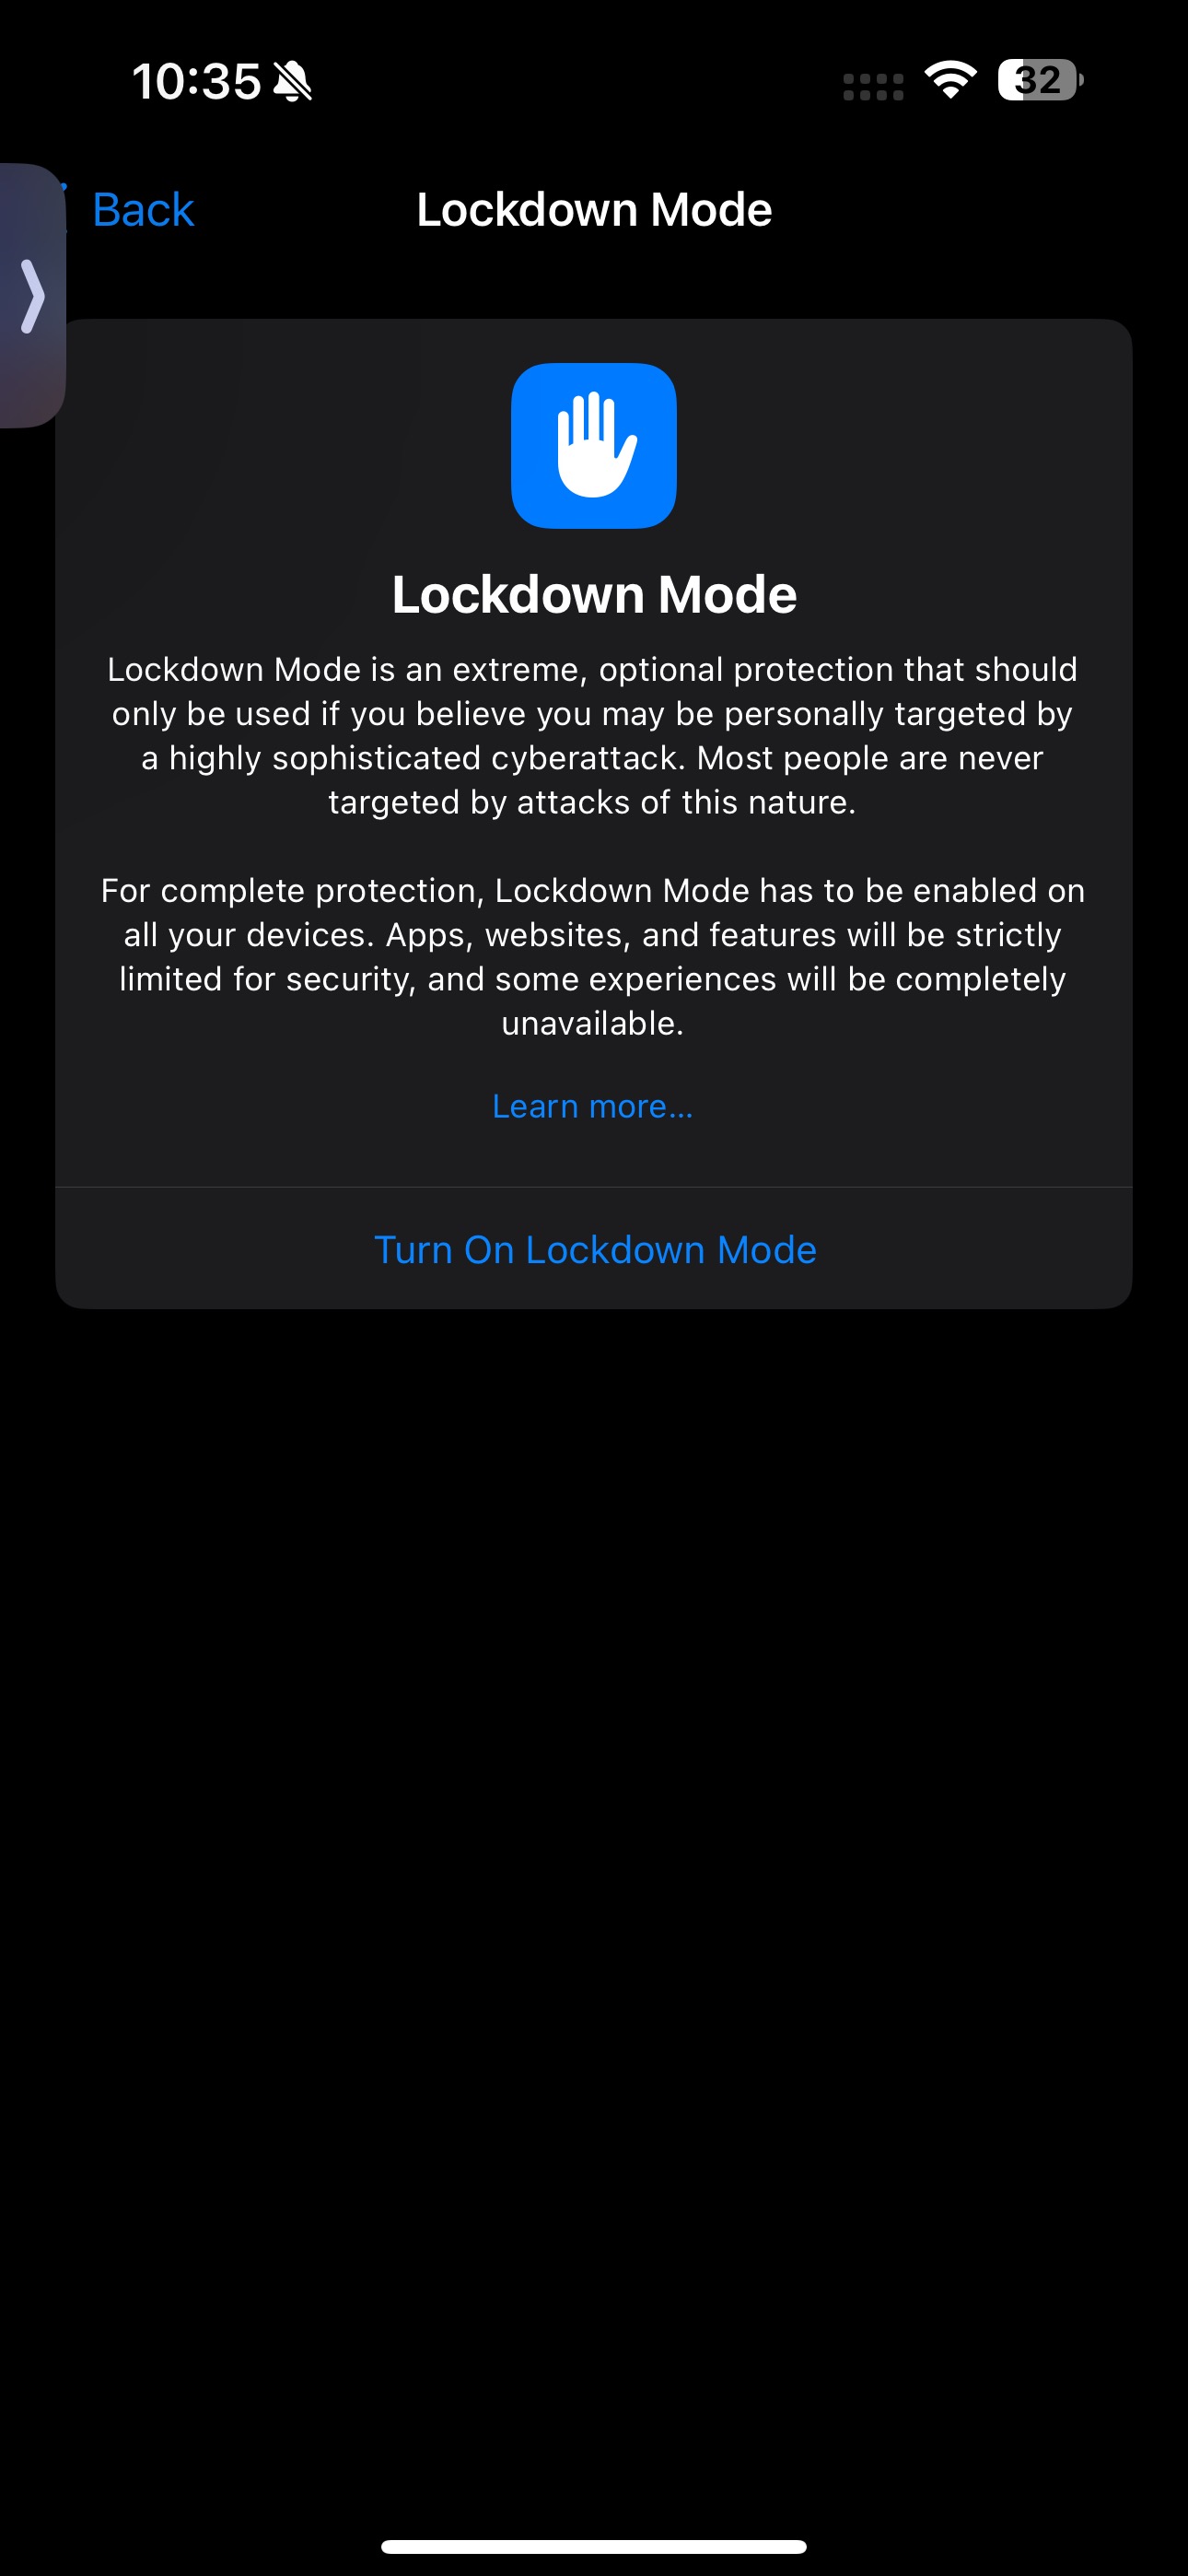 10:35
32
Back
Lockdown Mode
Lockdown Mode
Lockdown Mode is an extreme, optional protection that should
only be used if you believe you may be personally targeted by
a highly sophisticated cyberattack. Most people are never
targeted by attacks of this nature.
For complete protection, Lockdown Mode has to be enabled on
all your devices. Apps, websites, and features will be strictly
limited for security, and some experiences will be completely
unavailable.
Learn more...
Turn On Lockdown Mode